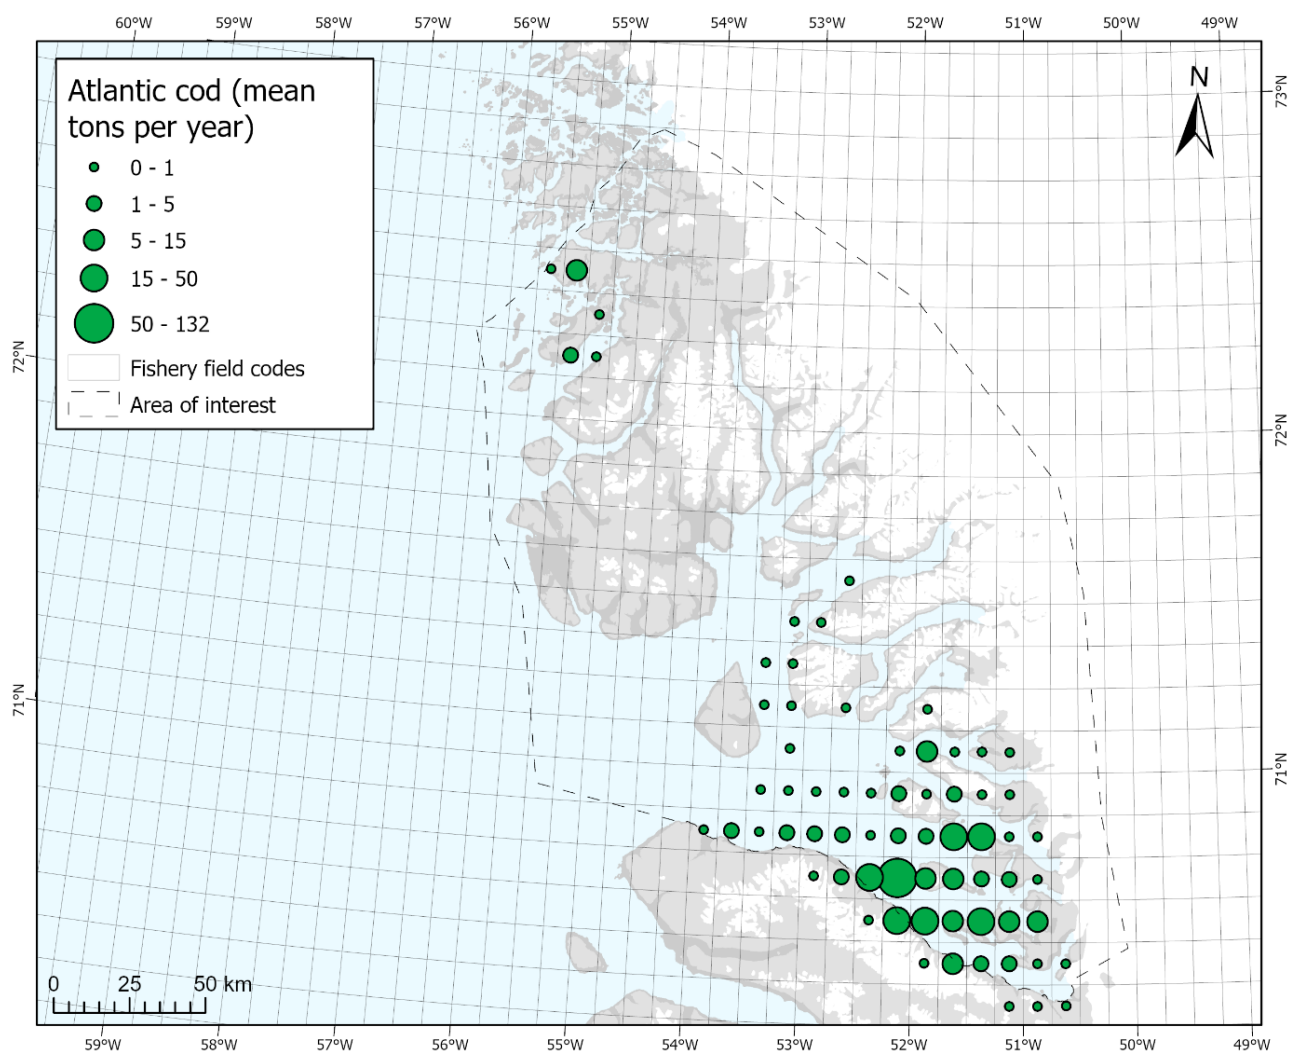 60°W 59°W 58°W 57°W 56°W 55°W 54°W 53°W 52°W 51°W 50°W 49°W
Atlantic cod (mean
tons per year)
0 - 1
1 - 5
5 - 15
15 - 50
50 - 132
Fishery field codes
Area of interest
N
73°N
72°N
72°N
71°N
71°N
0 25 50 km
59°W 58°W 57°W 56°W 55°W 54°W 53°W 52°W 51°W 50°W 49°W